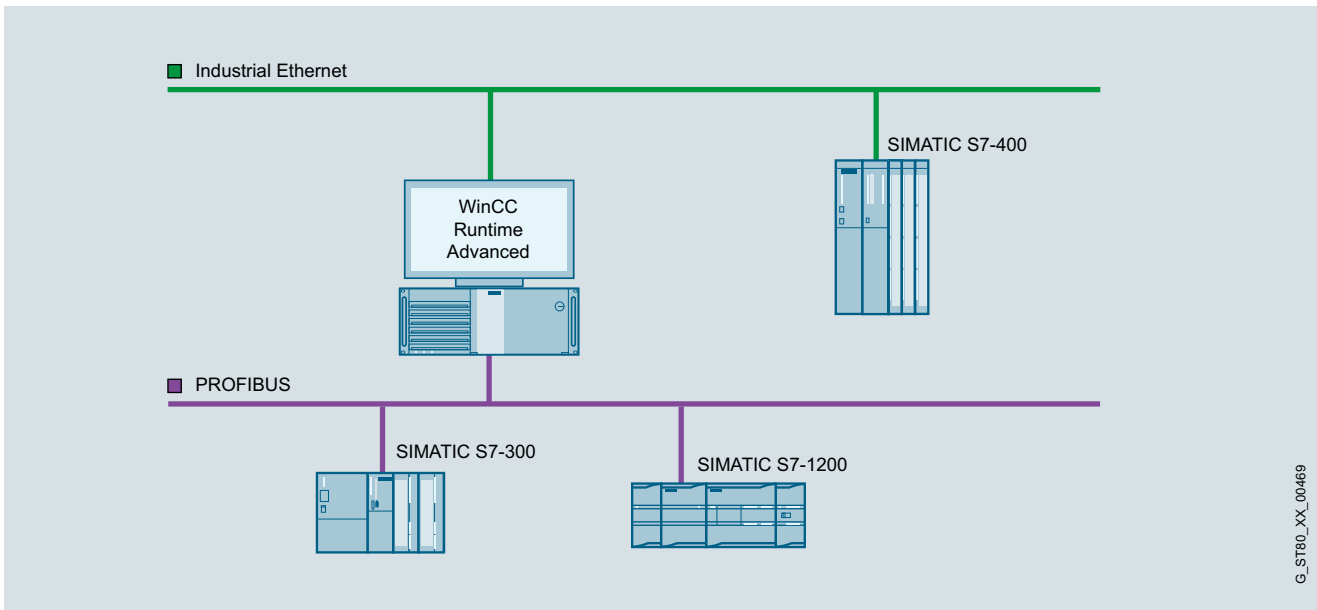 Industrial Ethernet
SIMATIC S7-400
WinCC
Runtime
Advanced
PROFIBUS
SIMATIC S7-300
SIMATIC S7-1200
G_ST80_XX_00469